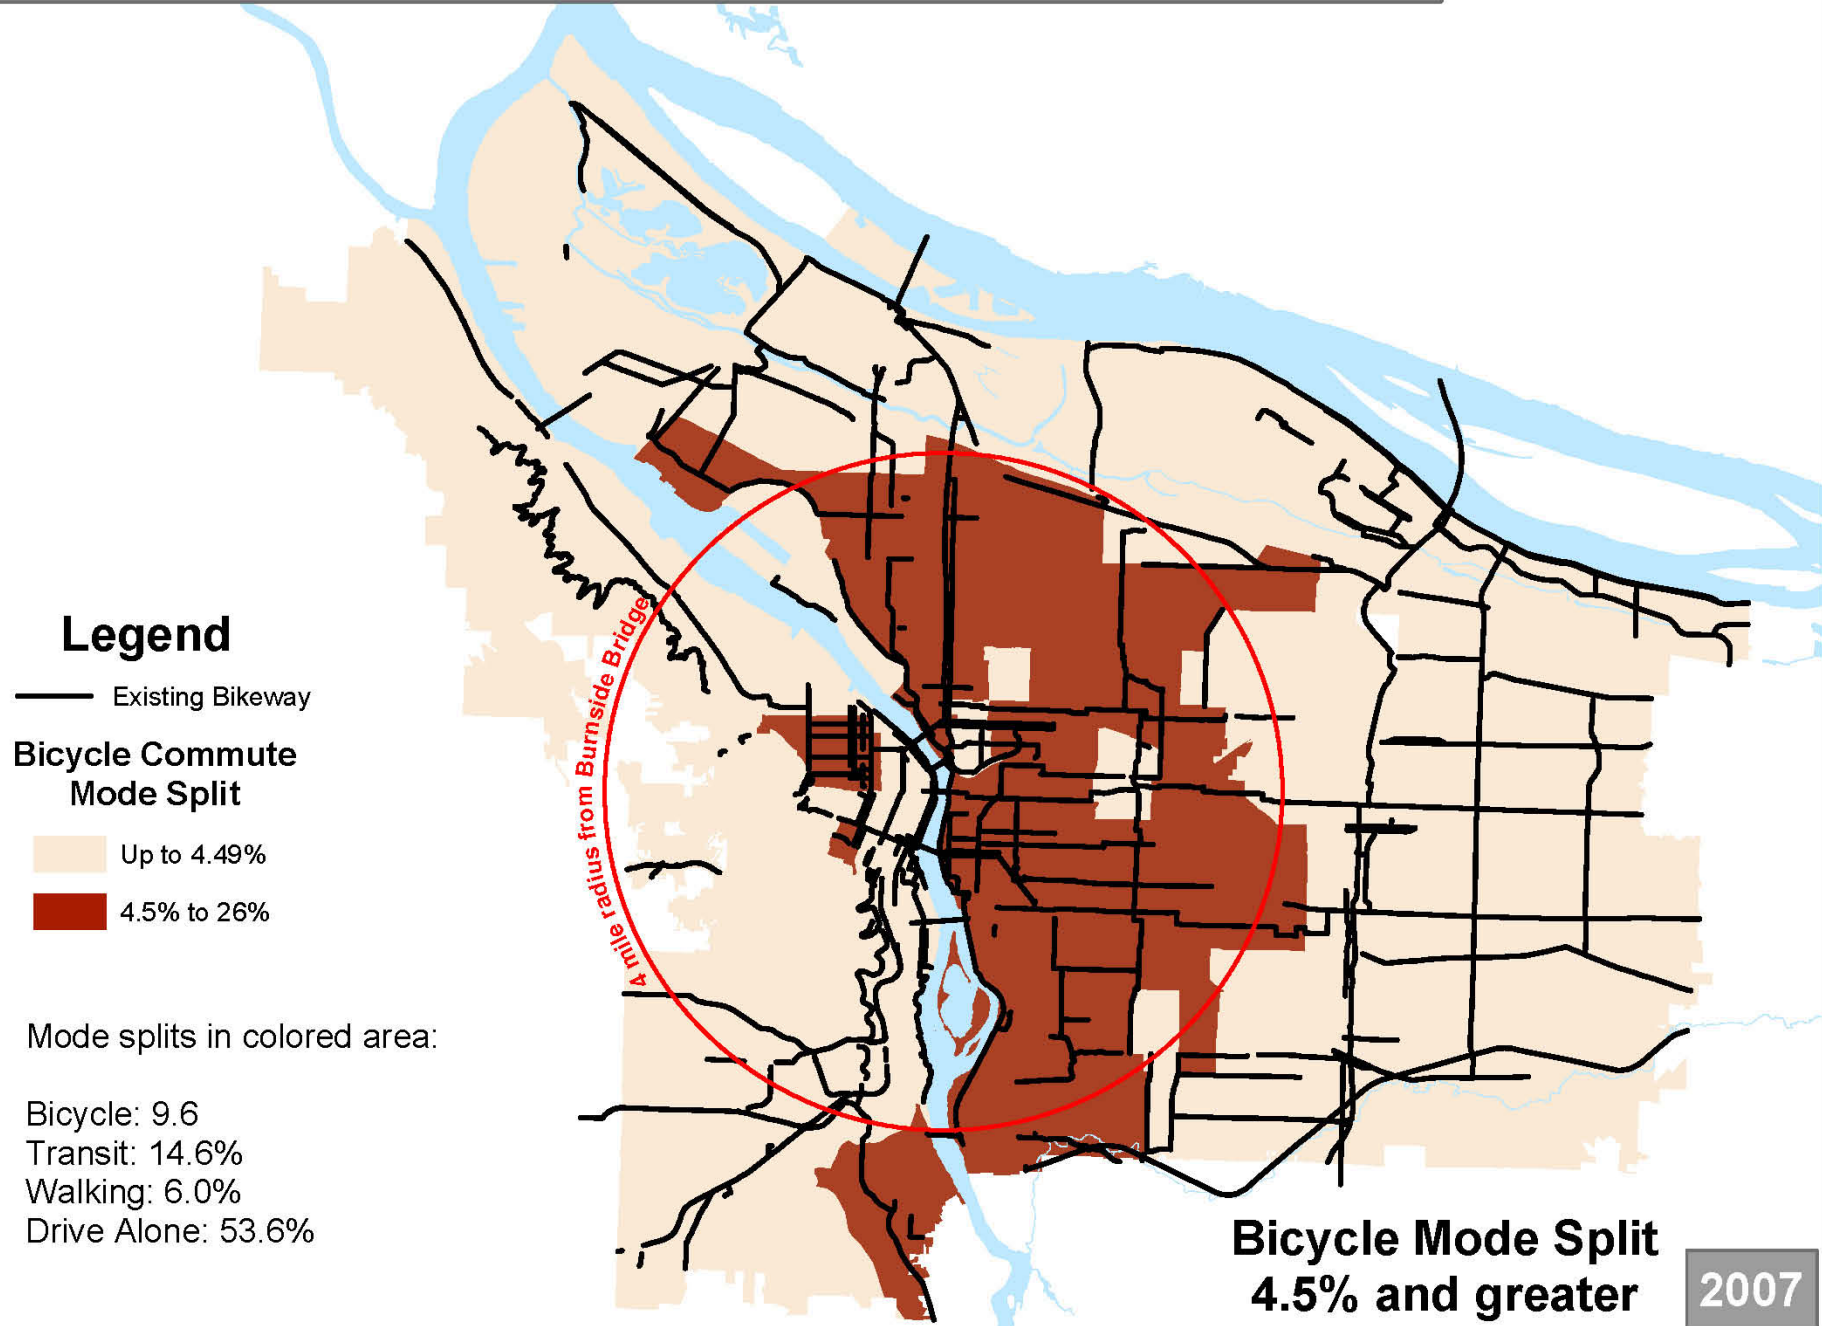 4 mile radius from Burnside Bridge
Legend
Existing Bikeway
Bicycle Commute
Mode Split
Up to 4.49%
4.5% to 26%
Mode splits in colored area:
Bicycle: 9.6
Transit: 14.6%
Walking: 6.0%
Drive Alone: 53.6%
Bicycle Mode Split
4.5% and greater
2007